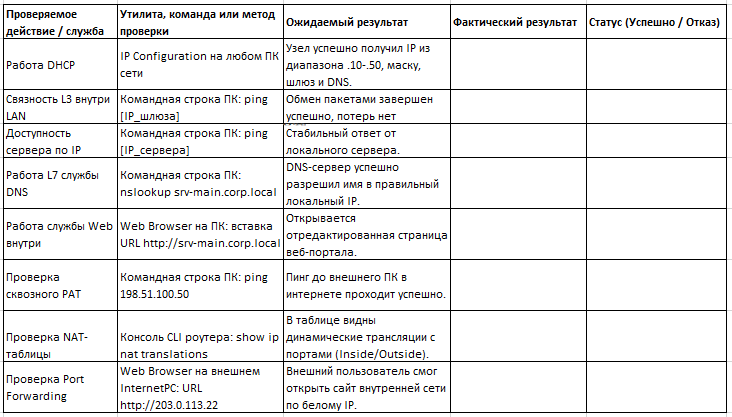 Проверяемое действие / служба
Утилита, команда или метод проверки
Ожидаемый результат
Фактический результат
Статус (Успешно / Отказ)
Работа DHCP
IP Configuration на любом ПК сети
Узел успешно получил IP из диапазона .10-.50, маску, шлюз и DNS.
Связность L3 внутри LAN
Командная строка ПК: ping [IP_шлюза]
Обмен пакетами завершен успешно, потерь нет
Доступность сервера по IP
Командная строка ПК: ping [IP_сервера]
Стабильный ответ от локального сервера.
Работа L7 службы DNS
Командная строка ПК: nslookup srv-main.corp.local
DNS-сервер успешно разрешил имя в правильный локальный IP.
Работа службы Web внутри
Web Browser на ПК: вставка URL http://srv-main.corp.local
Открывается отредактированная страница веб-портала.
Проверка сквозного PAT
Командная строка ПК: ping 198.51.100.50
Пинг до внешнего ПК в интернете проходит успешно.
Проверка NAT-таблицы
Консоль CLI роутера: show ip nat translations
В таблице видны динамические трансляции с портами (Inside/Outside).
Проверка Port Forwarding
Web Browser на внешнем InternetPC: URL http://203.0.113.22
Внешний пользователь смог открыть сайт внутренней сети по белому IP.